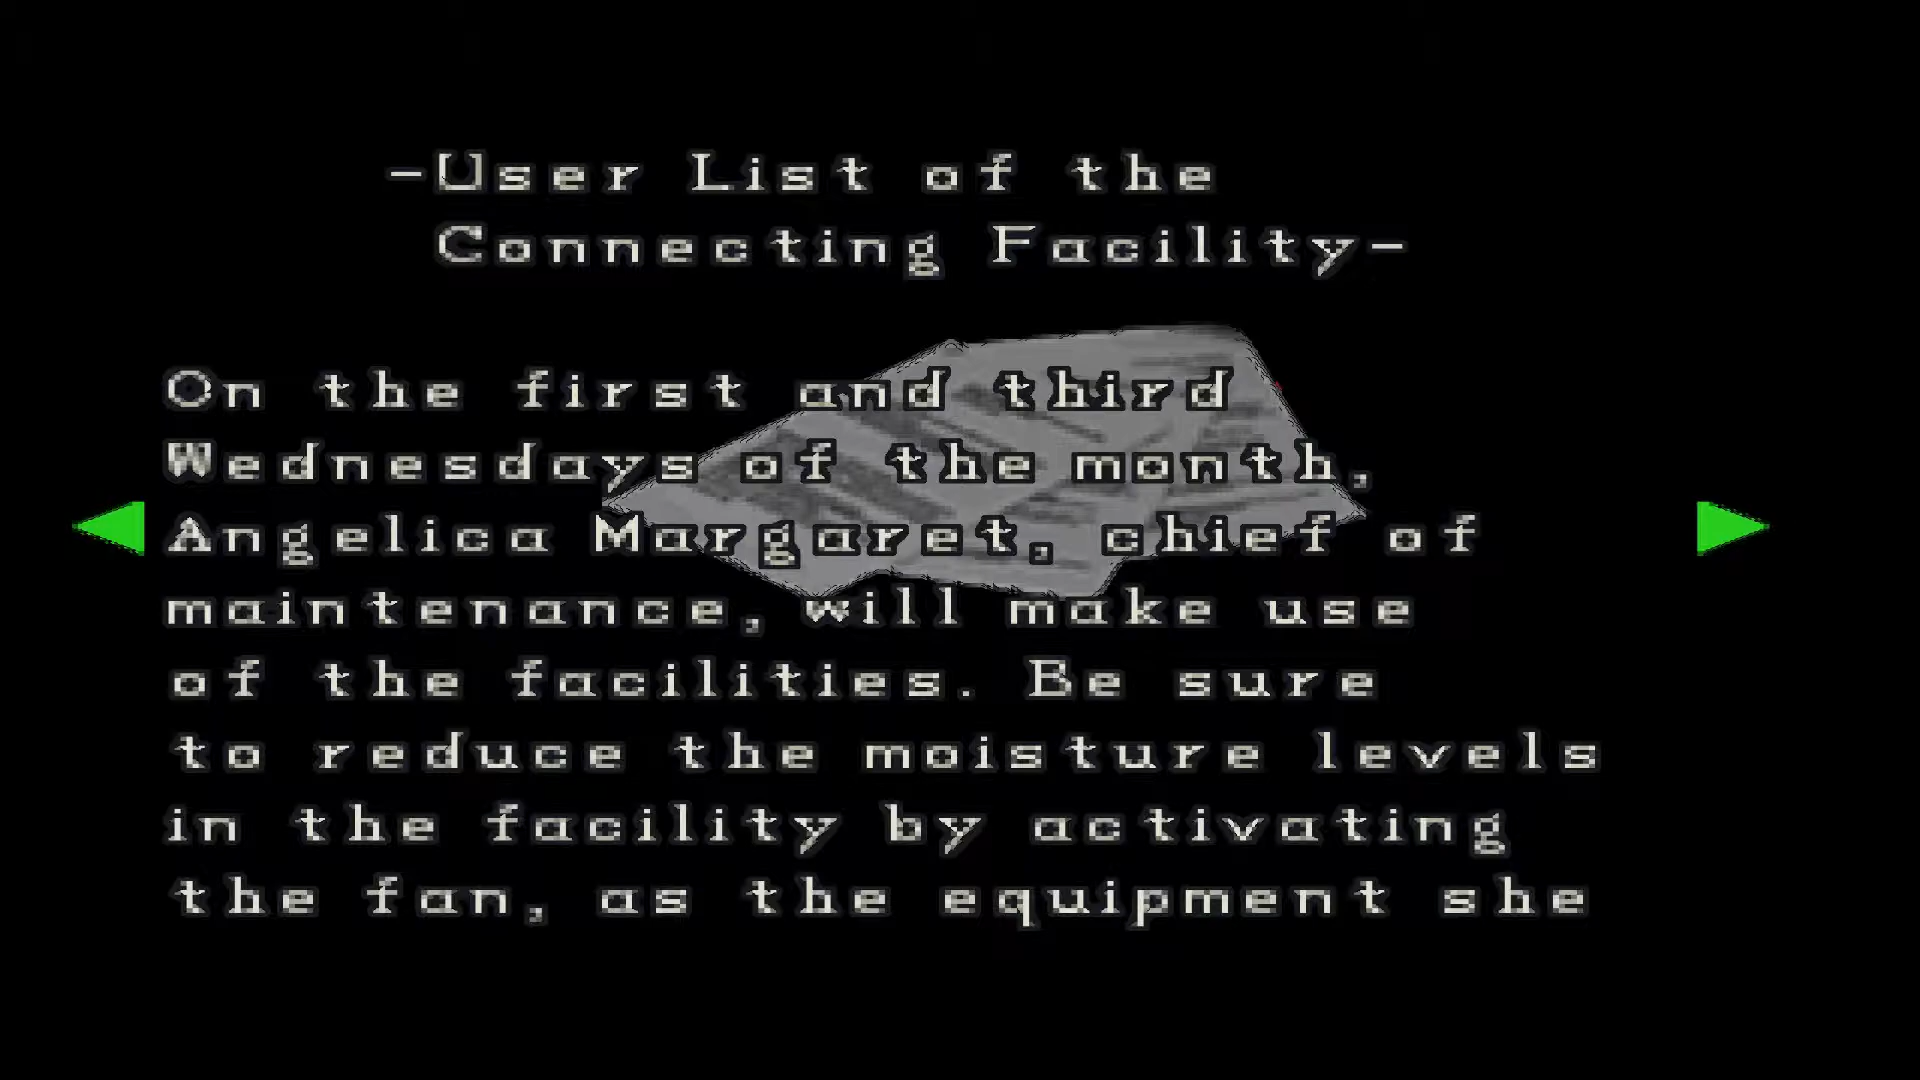 -User List of the
Connecting Facility-
On the first and third
Wednesdays of the month,
Angelica Margaret, chief of
maintenance, will make use
of the facilities. Be sure
to reduce the moisture levels
in the facility by activating
the fan, as the equipment she